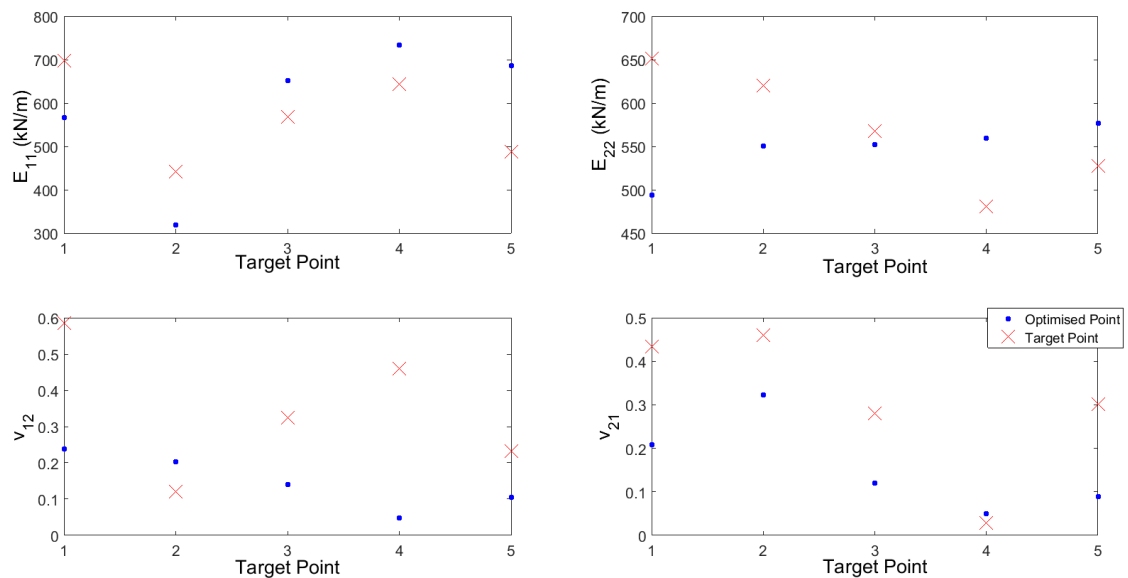 800
700
600
500
400
300
E11 (kN/m)
1 2 3 4 5
Target Point
700
650
600
550
500
450
E22 (kN/m)
1 2 3 4 5
Target Point
0.6
0.5
0.4
0.3
0.2
0.1
0
v12
1 2 3 4 5
Target Point
0.5
0.4
0.3
0.2
0.1
0
v21
1 2 3 4 5
Target Point
Optimised Point
Target Point